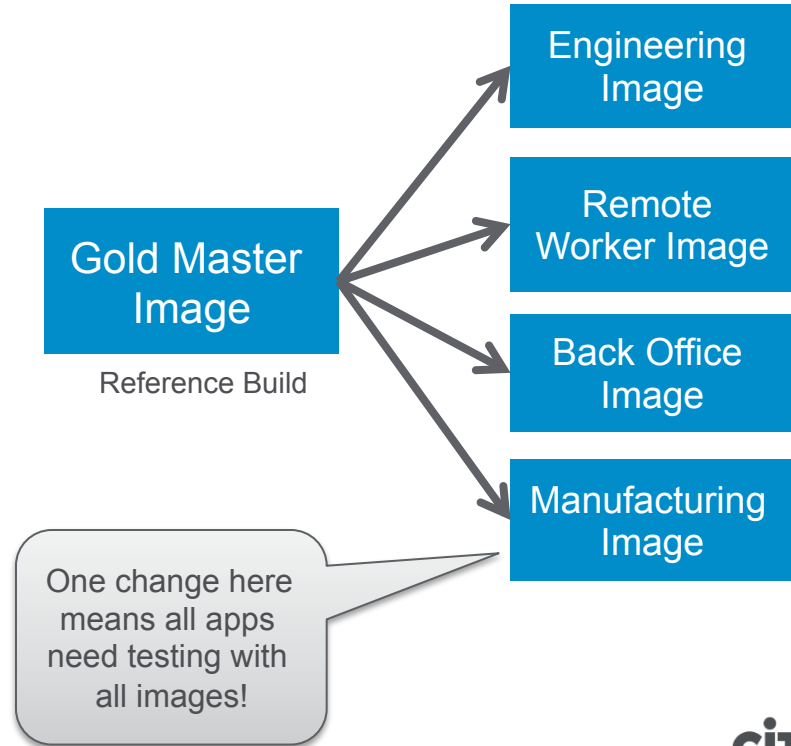 Engineering
Image
Remote
Worker Image
Gold Master
Image
Reference Build
Back Office
Image
Manufacturing
Image
One change here
means all apps
need testing with
all images!